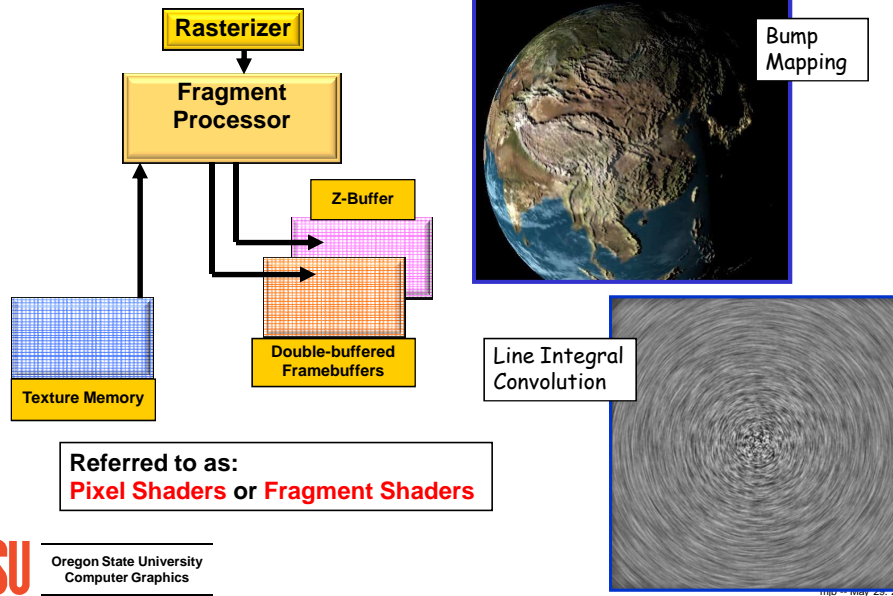 Rasterizer
Fragment
Processor
Z-Buffer
Double-buffered
Framebuffers
Texture Memory
Bump
Mapping
Line Integral
Convolution
Referred to as:
Pixel Shaders or Fragment Shaders
SU
Oregon State University
Computer Graphics